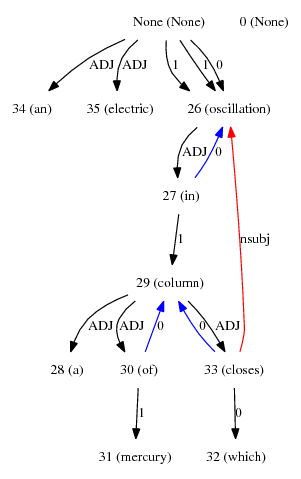 None (None) 0 (None)
ADJ ADJ 1 1 0
34 (an) 35 (electric) 26 (oscillation)
ADJ 0
27 (in)
1 nsubj
29 (column)
ADJ ADJ 0 0 ADJ
28 (a) 30 (of) 33 (closes)
1 0
31 (mercury) 32 (which)